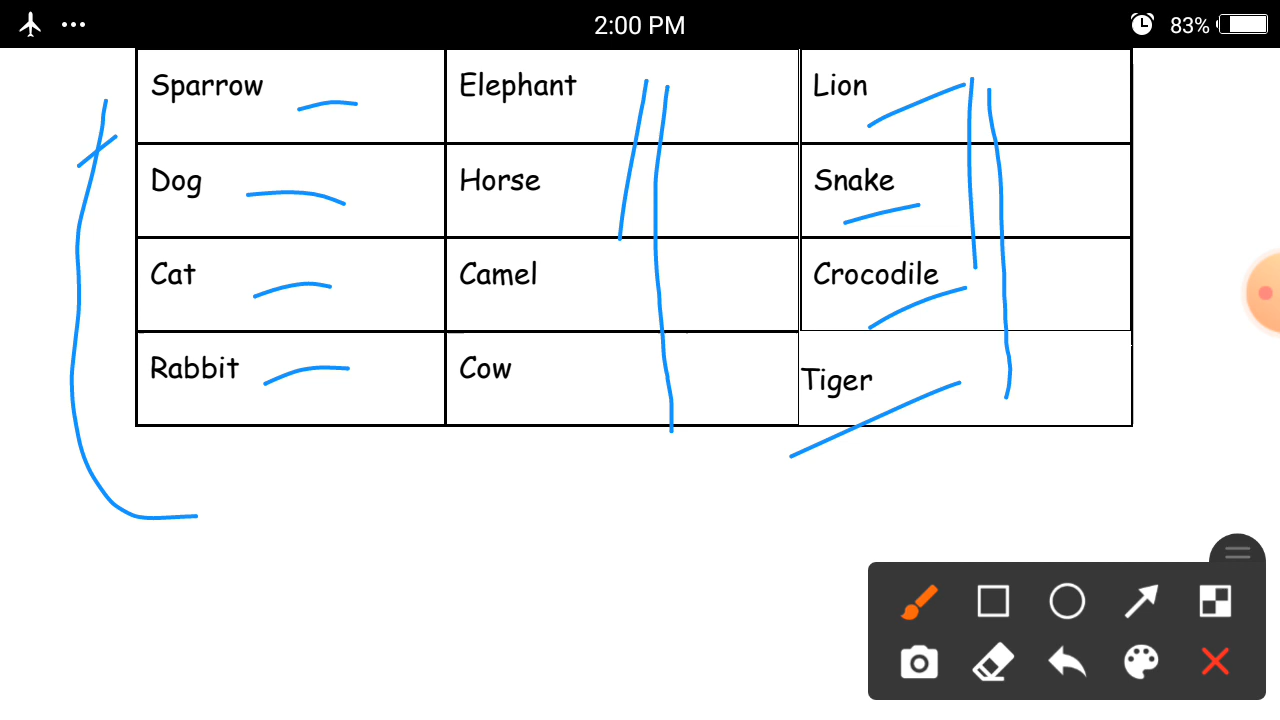 2:00 PM 83%
Sparrow Elephant Lion
Dog Horse Snake
Cat Camel Crocodile
Rabbit Cow Tiger